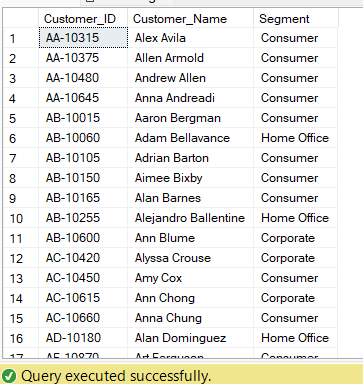 Customer_ID Customer_Name Segment
1 AA-10315 Alex Avila Consumer
2 AA-10375 Allen Armold Consumer
3 AA-10480 Andrew Allen Consumer
4 AA-10645 Anna Andreadi Consumer
5 AB-10015 Aaron Bergman Consumer
6 AB-10060 Adam Bellavance Home Office
7 AB-10105 Adrian Barton Consumer
8 AB-10150 Aimee Bixby Consumer
9 AB-10165 Alan Barnes Consumer
10 AB-10255 Alejandro Ballentine Home Office
11 AB-10600 Ann Blume Corporate
12 AC-10420 Alyssa Crouse Corporate
13 AC-10450 Amy Cox Consumer
14 AC-10615 Ann Chong Corporate
15 AC-10660 Anna Chung Consumer
16 AD-10180 Alan Dominguez Home Office
17 AF-10870 Art Ferguson Consumer
Query executed successfully.